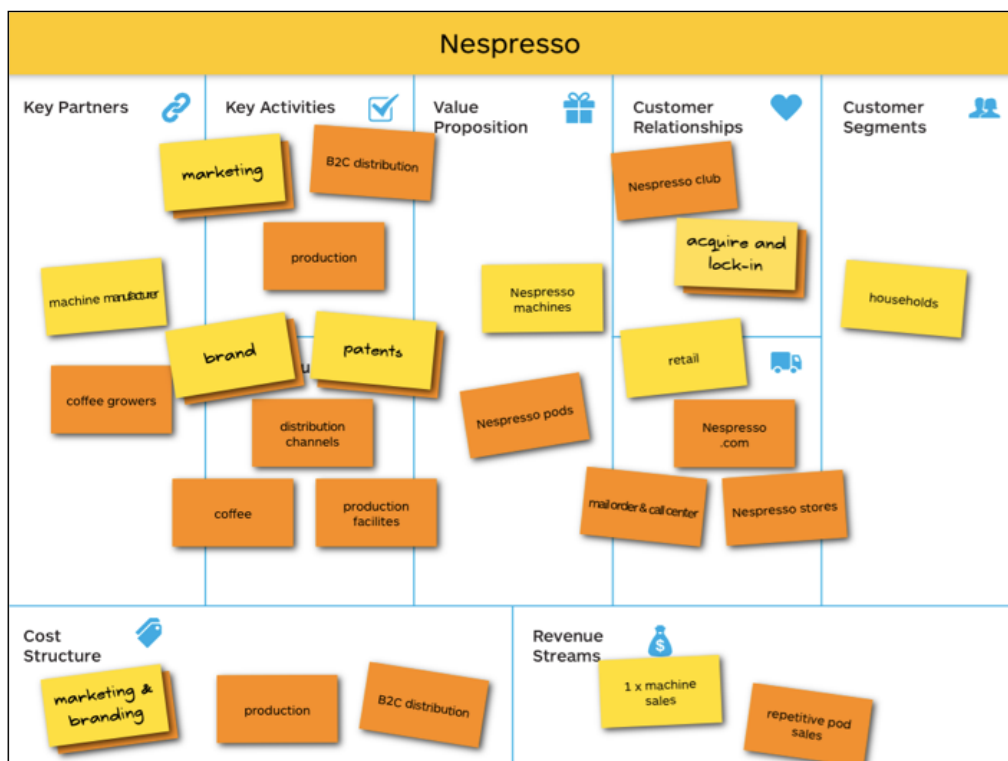 Nespresso
Key Partners
machine manufacturer
coffee growers
Key Activities
marketing
B2C distribution
production
brand
patents
distribution
channels
coffee
production
facilites
Value
Proposition
Nespresso
machines
Nespresso pods
Customer
Relationships
Nespresso club
acquire and
lock-in
retail
Nespresso
.com
mail order & call center
Nespresso stores
Customer
Segments
households
Cost
Structure
marketing &
branding
production
B2C distribution
Revenue
Streams
$
1 x machine
sales
repetitive pod
sales